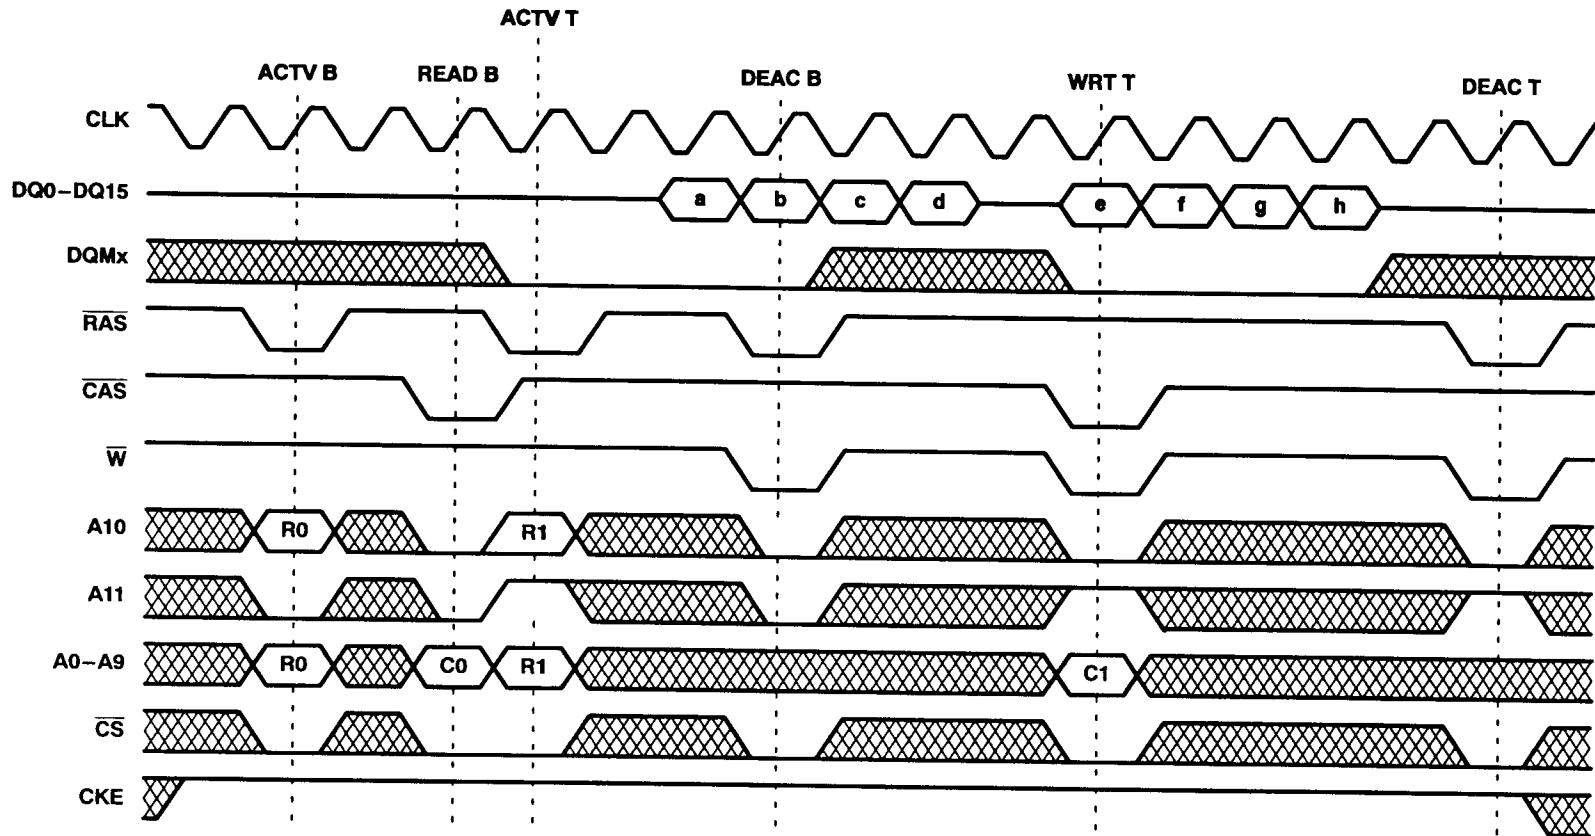 ACTV T
ACTV B READ B DEAC B WRT T DEAC T
CLK
DQ0–DQ15 a b c d e f g h
DQMx
RAS
CAS
W
A10 R0 R1
A11
A0–A9 R0 C0 R1 C1
CS
CKE